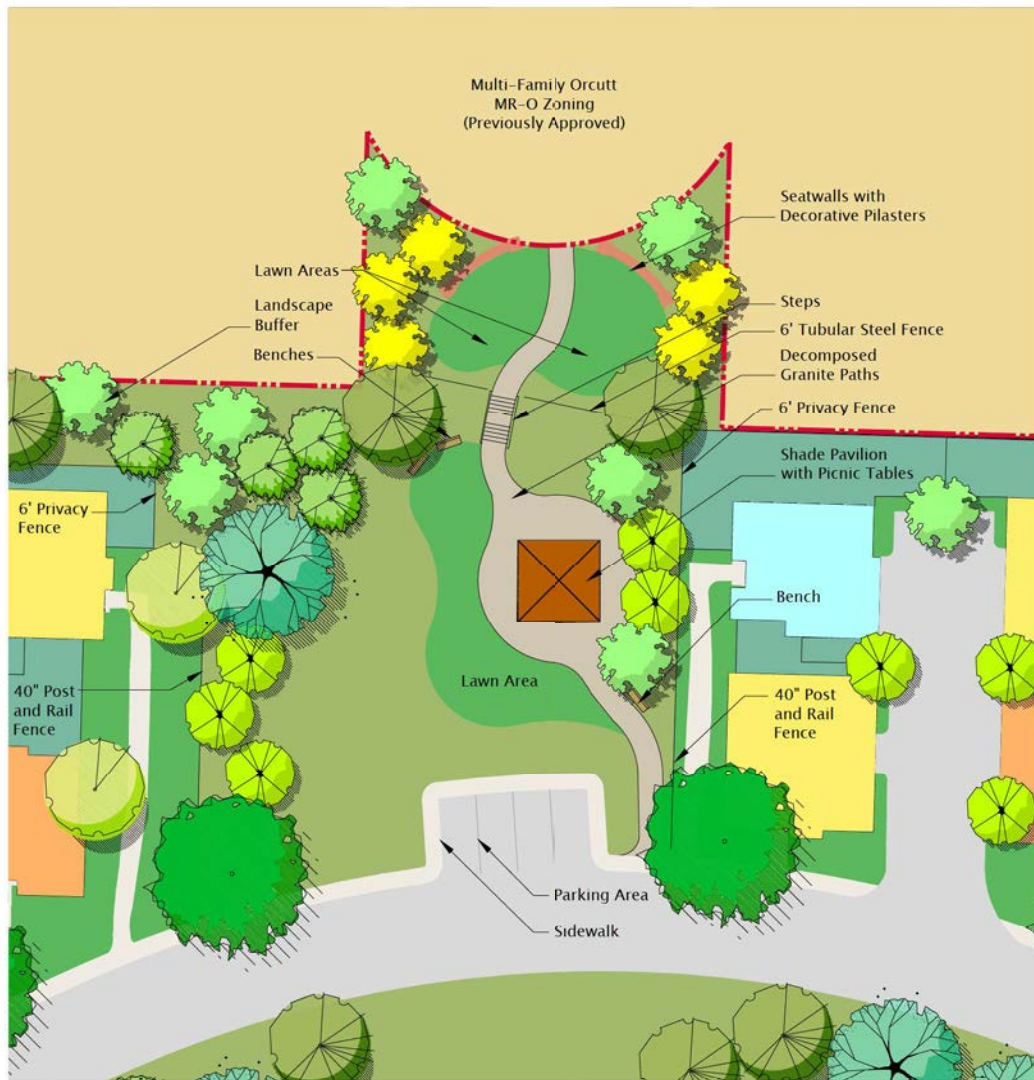 Multi-Family Orcutt
MR-O Zoning
(Previously Approved)
Seatwalls with
Decorative Pilasters
Lawn Areas
Landscape
Buffer
Benches
Steps
6' Tubular Steel Fence
Decomposed
Granite Paths
6' Privacy Fence
Shade Pavilion
with Picnic Tables
6' Privacy
Fence
Bench
40" Post
and Rail
Fence
Lawn Area
40" Post
and Rail
Fence
Parking Area
Sidewalk